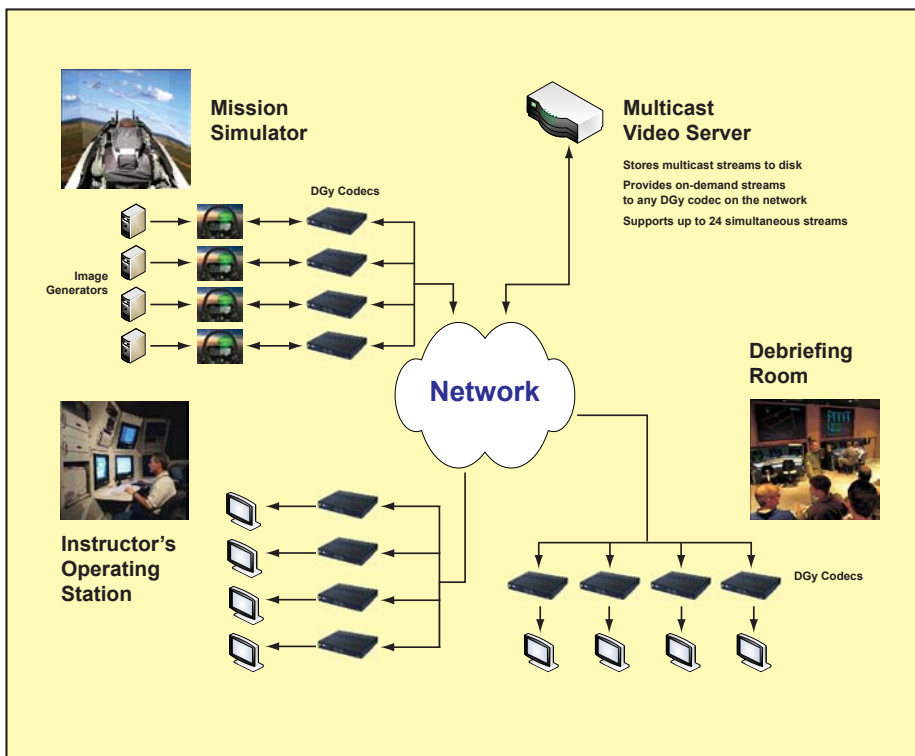 Mission
Simulator
Multicast
Video Server
Stores multicast streams to disk
Provides on-demand streams
to any DGy codec on the network
Supports up to 24 simultaneous streams
DGy Codecs
Image
Generators
Network
Debriefing
Room
Instructor's
Operating
Station
DGy Codecs